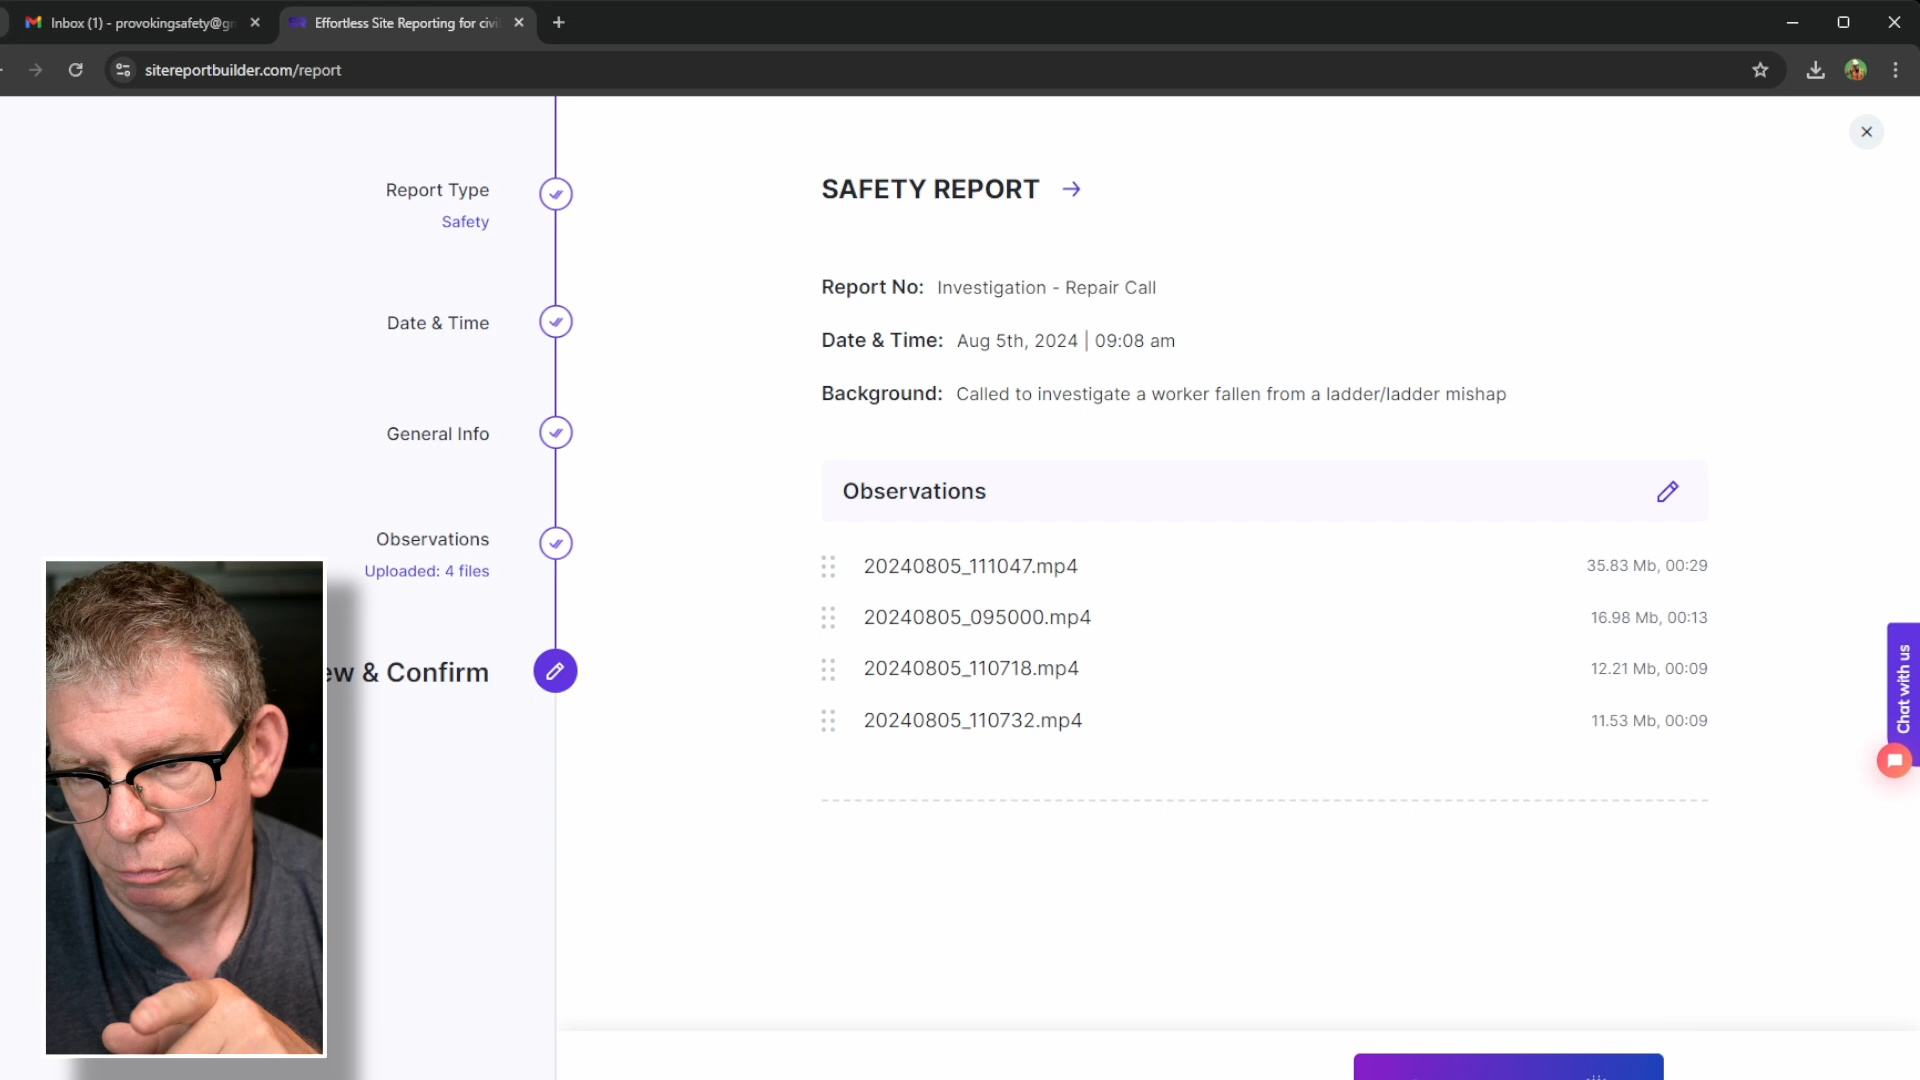 Inbox (1) - provokingsafety@g
Effortless Site Reporting for civi
sitereportbuilder.com/report
Report Type
Safety
Date & Time
General Info
Observations
Uploaded: 4 files
& Confirm
SAFETY REPORT
Report No: Investigation - Repair Call
Date & Time: Aug 5th, 2024 | 09:08 am
Background: Called to investigate a worker fallen from a ladder/ladder mishap
Observations
20240805_111047.mp4 35.83 Mb, 00:29
20240805_095000.mp4 16.98 Mb, 00:13
20240805_110718.mp4 12.21 Mb, 00:09
20240805_110732.mp4 11.53 Mb, 00:09
Chat with us